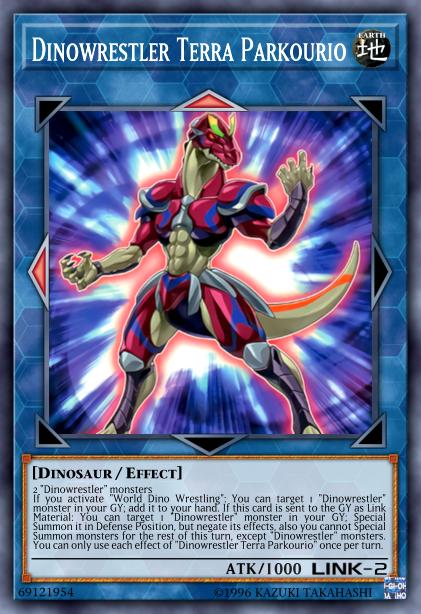 DINOWRESTLER TERRA PARKOURIO
EARTH
地
[DINOSAUR / EFFECT]
2 "Dinowrestler" monsters
If you activate "World Dino Wrestling": You can target 1 "Dinowrestler"
monster in your GY; add it to your hand. If this card is sent to the GY as Link
Material: You can target 1 "Dinowrestler" monster in your GY; Special
Summon it in Defense Position, but negate its effects, also you cannot Special
Summon monsters for the rest of this turn, except "Dinowrestler" monsters.
You can only use each effect of "Dinowrestler Terra Parkourio" once per turn.
ATK/1000 LINK-2
69121954
©1996 KAZUKI TAKAHASHI